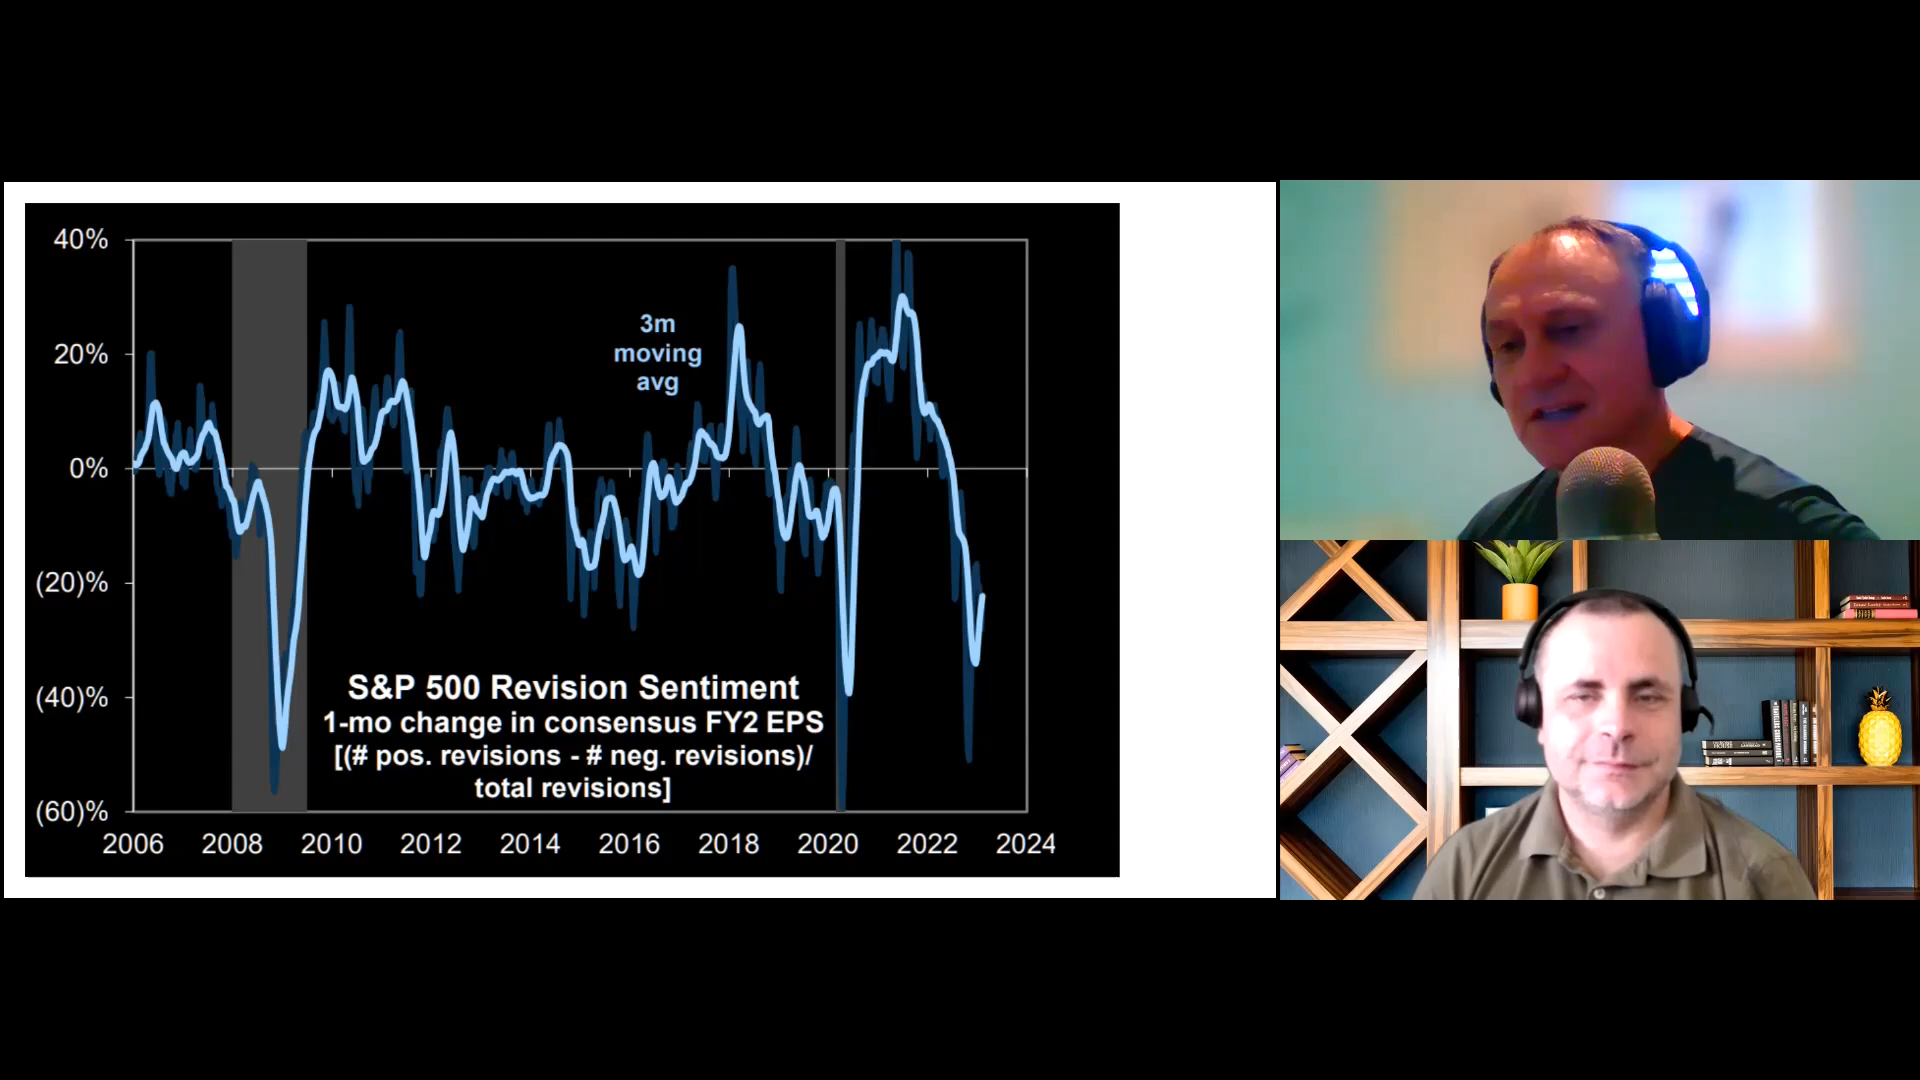 40%
20%
0%
(20)%
(40)%
(60)%
3m
moving
avg
S&P 500 Revision Sentiment
1-mo change in consensus FY2 EPS
[(# pos. revisions - # neg. revisions)/
total revisions]
2006 2008 2010 2012 2014 2016 2018 2020 2022 2024